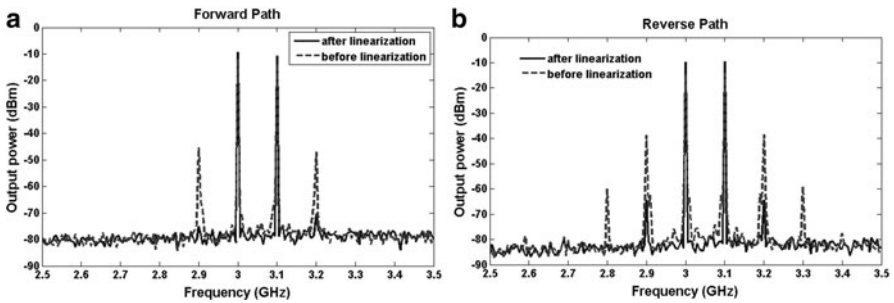 a
Forward Path
0
-10
-20
-30
-40
-50
-60
-70
-80
-90
Output power (dBm)
after linearization
before linearization
2.5 2.6 2.7 2.8 2.9 3 3.1 3.2 3.3 3.4 3.5
Frequency (GHz)
b
Reverse Path
0
-10
-20
-30
-40
-50
-60
-70
-80
-90
Output power (dBm)
after linearization
before linearization
2.5 2.6 2.7 2.8 2.9 3 3.1 3.2 3.3 3.4 3.5
Frequency (GHz)